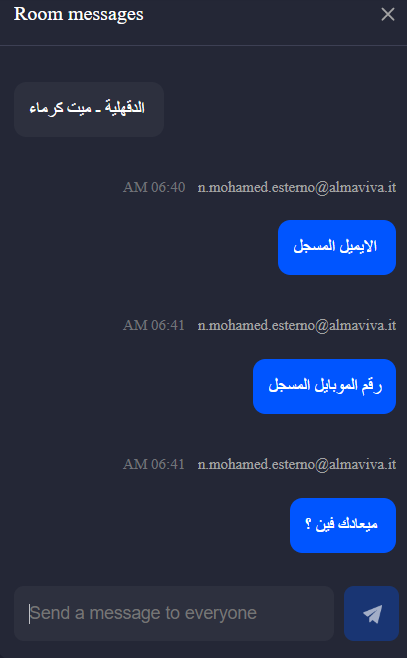 Room messages
الدقهلية - ميت كرماء
AM 06:40 n.mohamed.esterno@almaviva.it
الايميل المسجل
AM 06:41 n.mohamed.esterno@almaviva.it
رقم الموبايل المسجل
AM 06:41 n.mohamed.esterno@almaviva.it
ميعادك فين ؟
Send a message to everyone